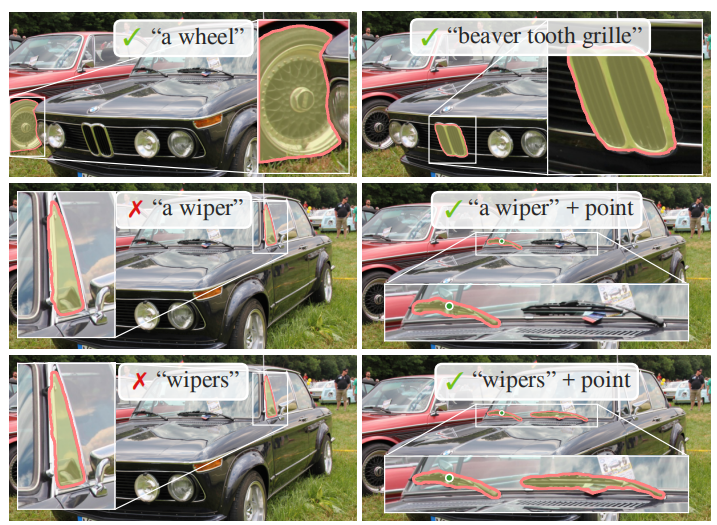 ✓ “a wheel”
✓ “beaver tooth grille”
✗ “a wiper”
✓ “a wiper” + point
✗ “wipers”
✓ “wipers” + point